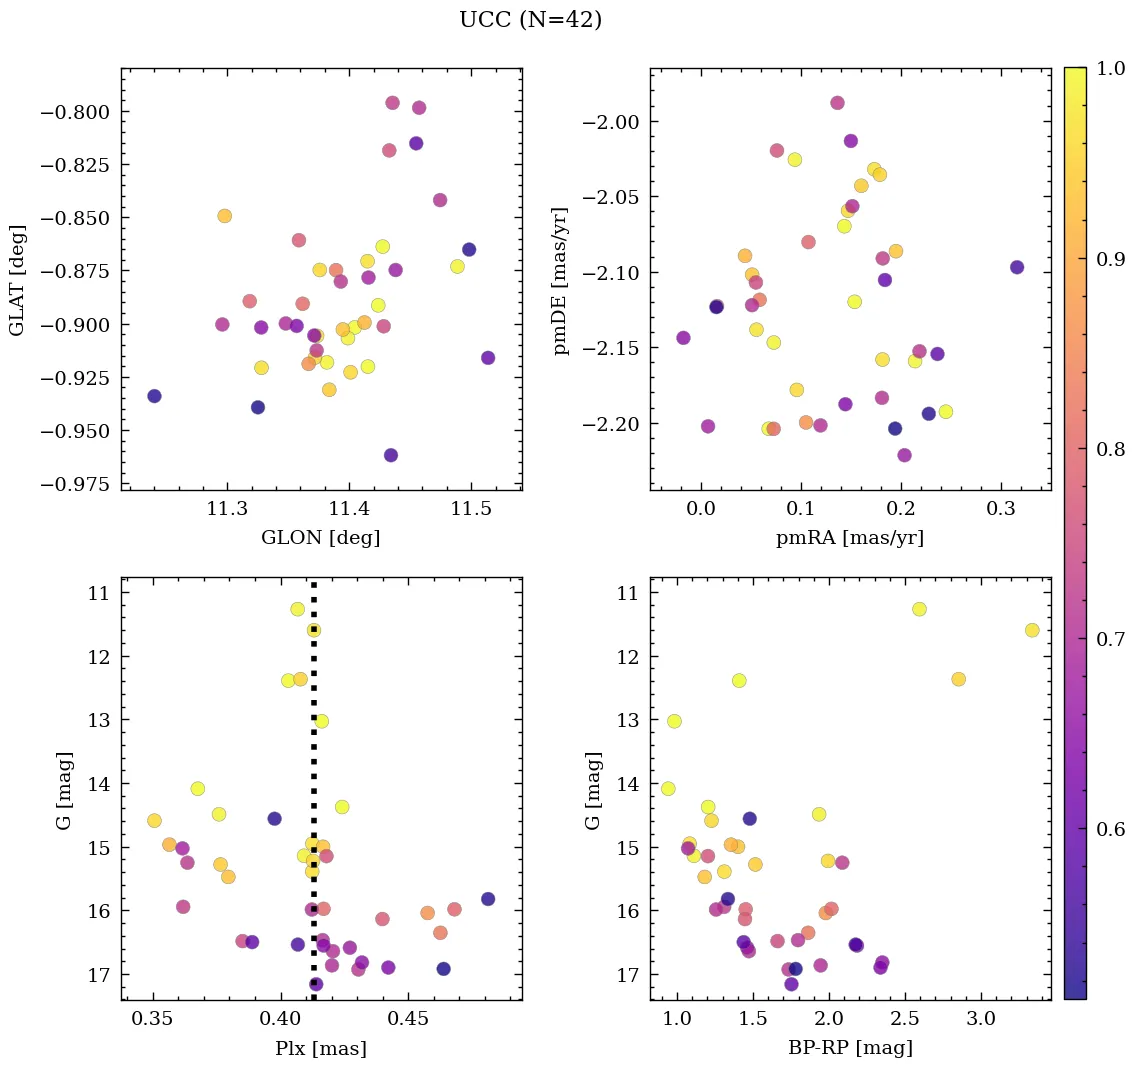 UCC (N=42)
−0.800
−0.825
−0.850
−0.875
−0.900
−0.925
−0.950
−0.975
GLAT [deg]
11.3 11.4 11.5
GLON [deg]
−2.00
−2.05
−2.10
−2.15
−2.20
pmDE [mas/yr]
0.0 0.1 0.2 0.3
pmRA [mas/yr]
11
12
13
14
15
16
17
G [mag]
0.35 0.40 0.45
Plx [mas]
11
12
13
14
15
16
17
G [mag]
1.0 1.5 2.0 2.5 3.0
BP-RP [mag]
1.0
0.9
0.8
0.7
0.6